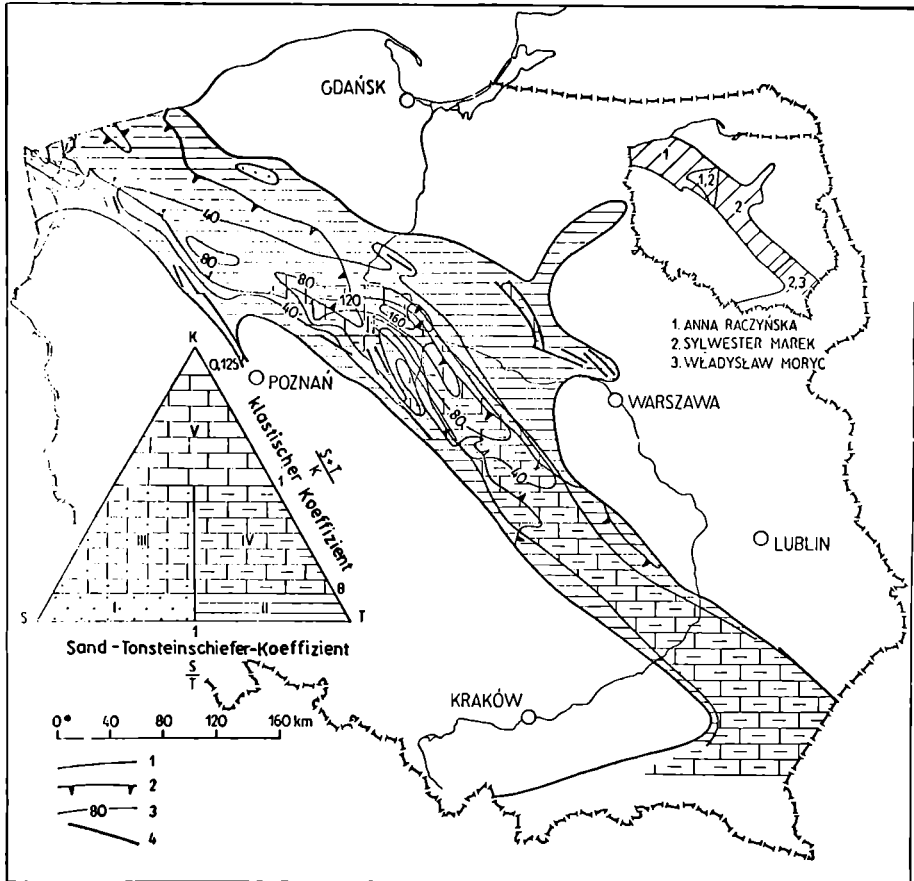 GDAŃSK
1
1,2
2
2,3
1. ANNA RACZYŃSKA
2. SYLWESTER MAREK
3. WŁADYSŁAW MORYC
40
80
80
120
160
40
80
40
POZNAŃ
WARSZAWA
LUBLIN
KRAKÓW
K
0,125
V
III
IV
I
II
1
8
S
T
1
klastischer Koeffizient
S+T
K
Sand-Tonsteinschiefer-Koeffizient
S
T
0 40 80 120 160 km
1
2
80 3
4